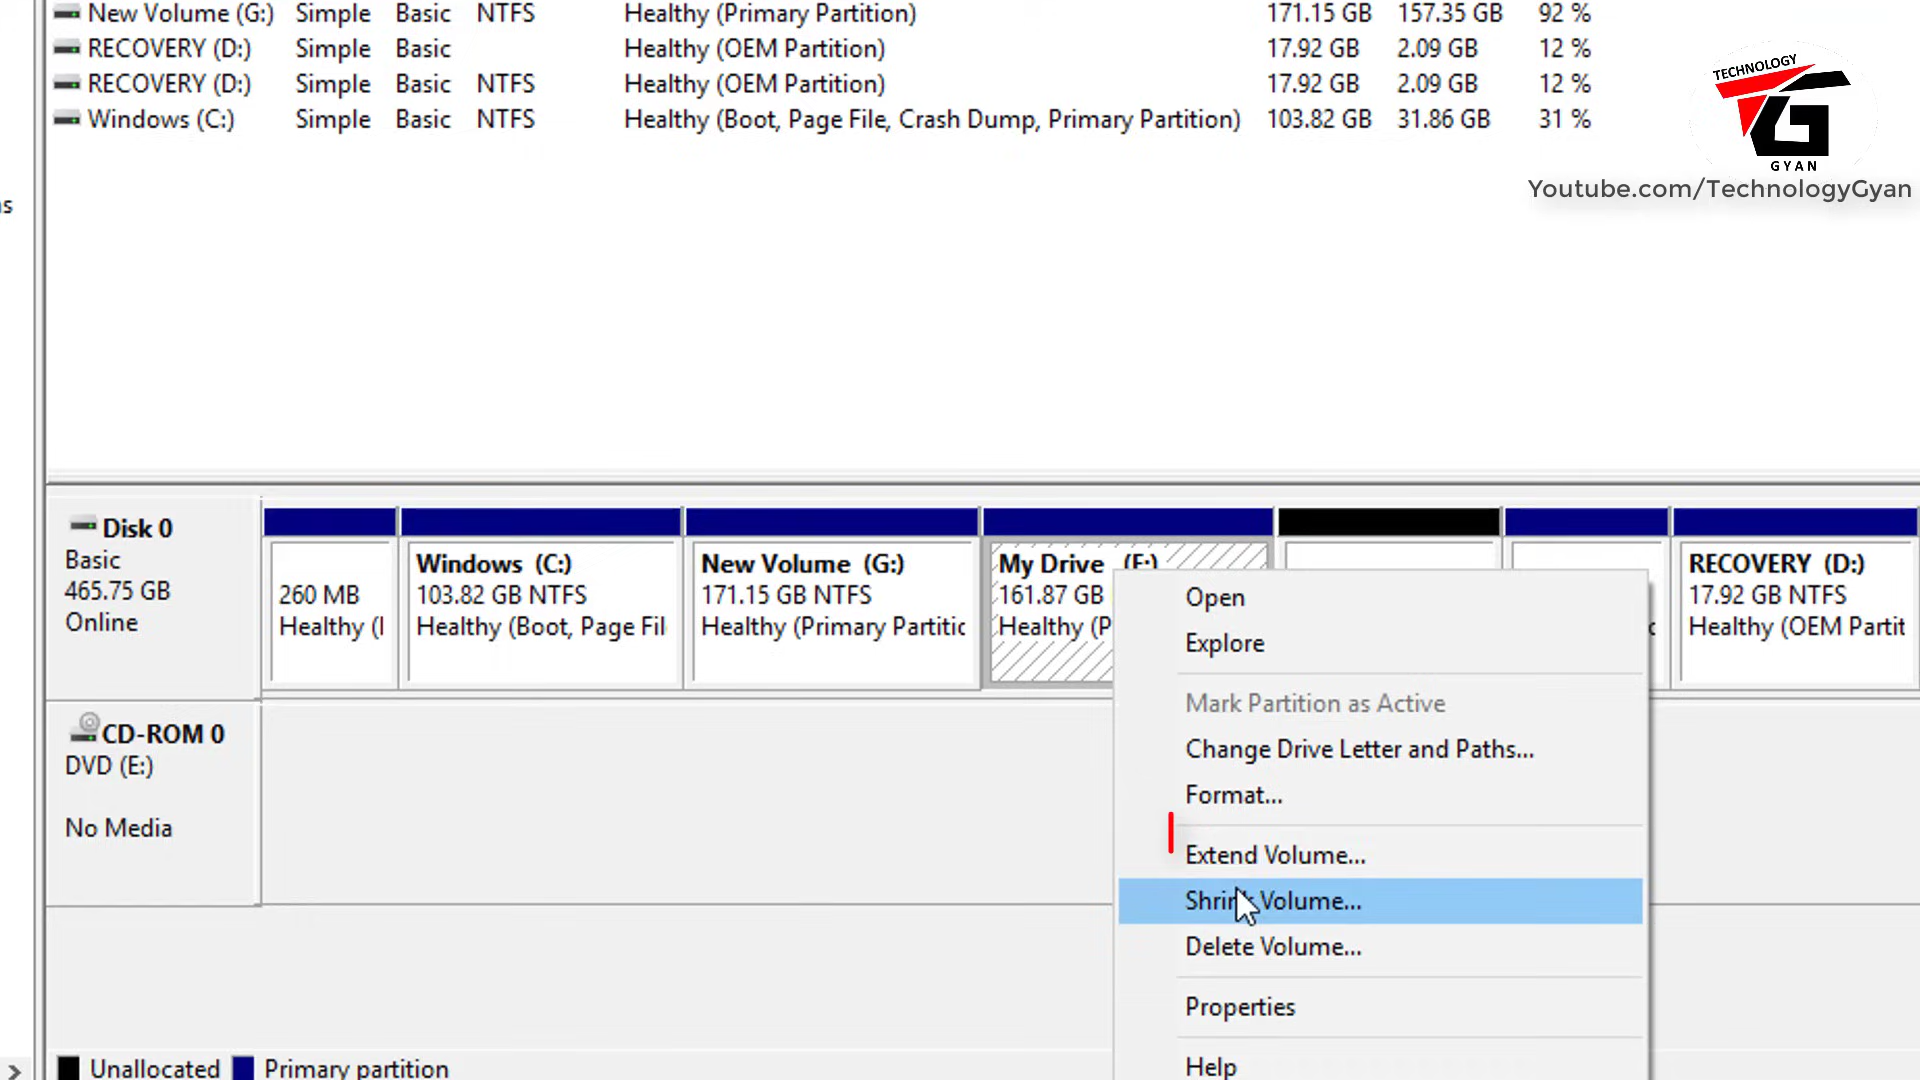 New Volume (G:) Simple Basic NTFS Healthy (Primary Partition) 171.15 GB 157.35 GB 92 %
RECOVERY (D:) Simple Basic Healthy (OEM Partition) 17.92 GB 2.09 GB 12 %
RECOVERY (D:) Simple Basic NTFS Healthy (OEM Partition) 17.92 GB 2.09 GB 12 %
Windows (C:) Simple Basic NTFS Healthy (Boot, Page File, Crash Dump, Primary Partition) 103.82 GB 31.86 GB 31 %
TECHNOLOGY
TG
GYAN
Youtube.com/TechnologyGyan
s
Disk 0
Basic
465.75 GB
Online
260 MB
Healthy (
Windows (C:)
103.82 GB NTFS
Healthy (Boot, Page Fil
New Volume (G:)
171.15 GB NTFS
Healthy (Primary Partitic
My Drive
161.87 GB
Healthy (P
RECOVERY (D:)
17.92 GB NTFS
Healthy (OEM Partit
Open
Explore
Mark Partition as Active
Change Drive Letter and Paths...
Format...
Extend Volume...
Shrink Volume...
Delete Volume...
Properties
Help
CD-ROM 0
DVD (E:)
No Media
Unallocated Primary partition